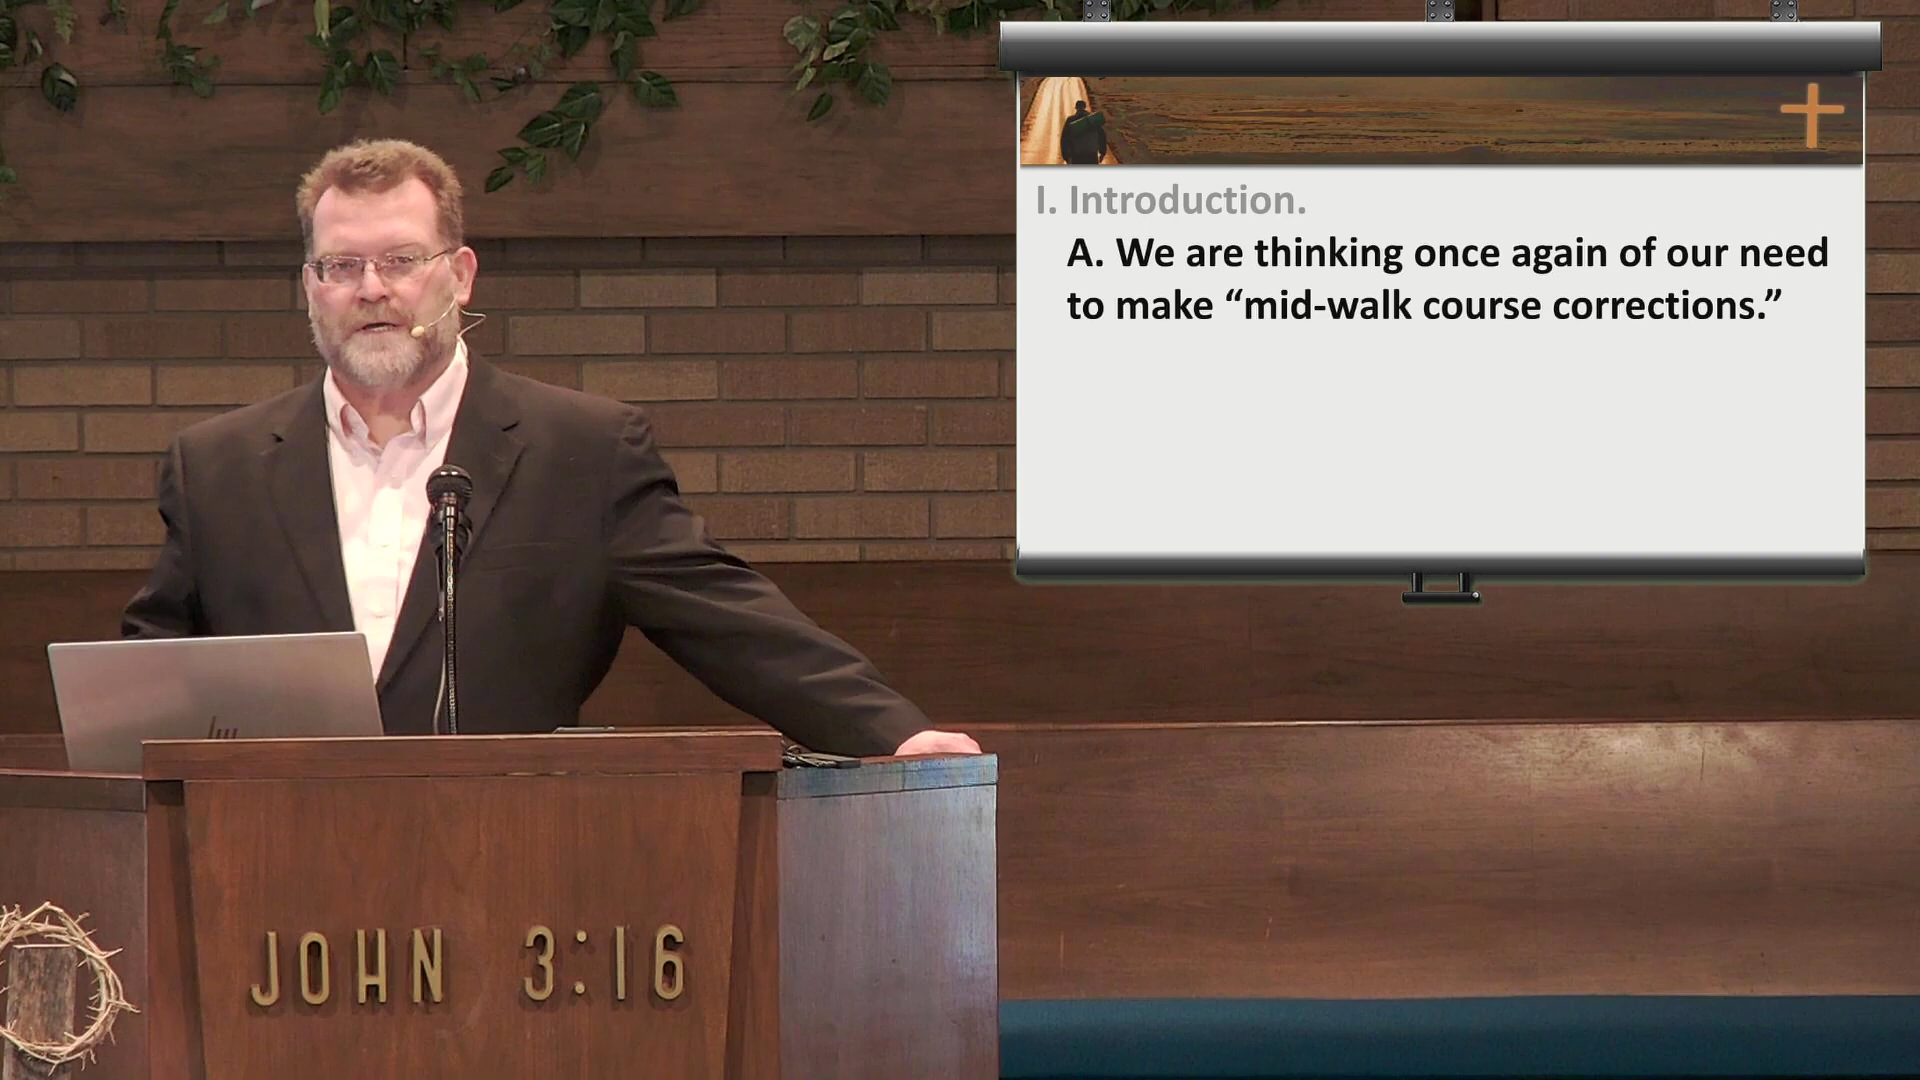 I. Introduction.
A. We are thinking once again of our need
to make “mid-walk course corrections.”
JOHN 3:16